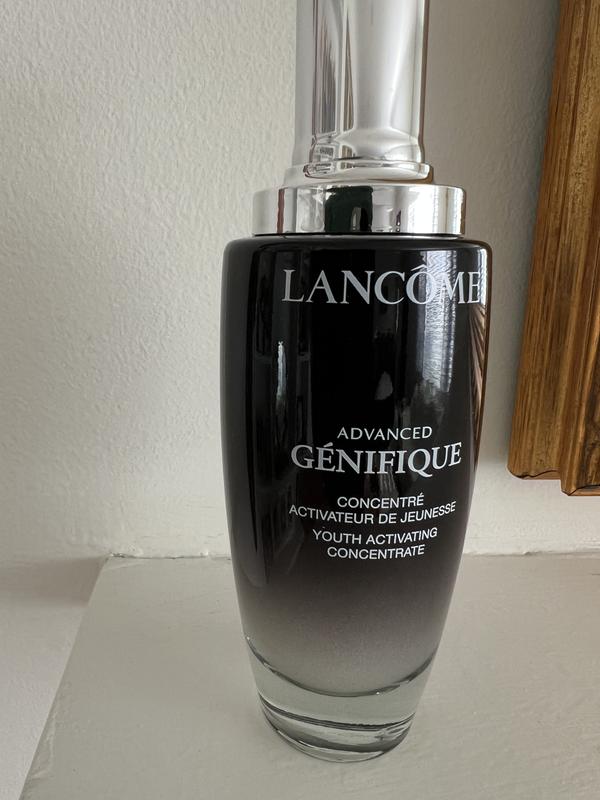 LANCÔME
ADVANCED
GÉNIFIQUE
CONCENTRÉ
ACTIVATEUR DE JEUNESSE
YOUTH ACTIVATING
CONCENTRATE